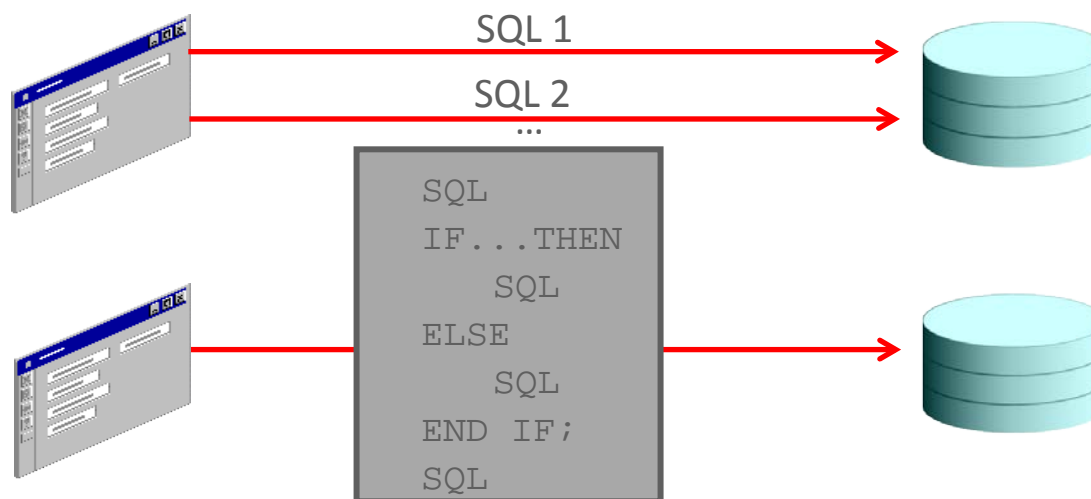 SQL 1
SQL 2
...
SQL
IF...THEN
SQL
ELSE
SQL
END IF;
SQL